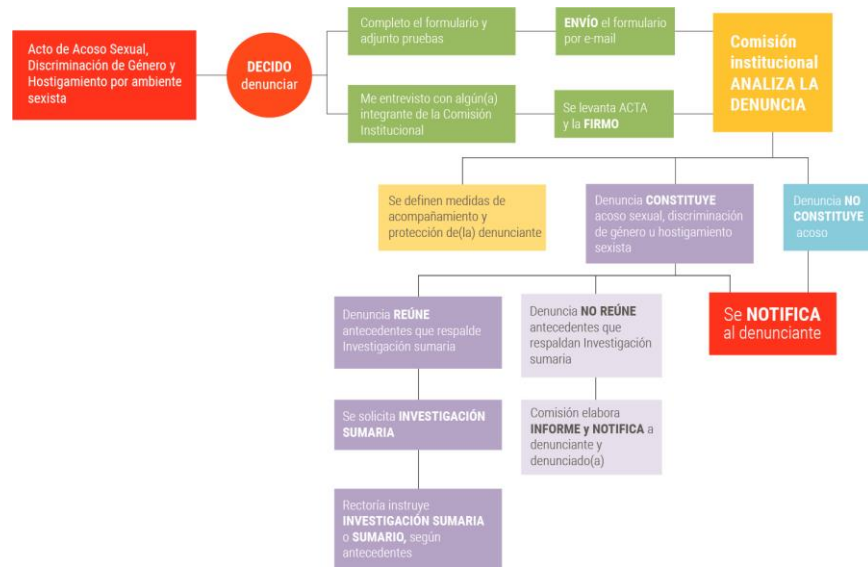 Acto de Acoso Sexual,
Discriminación de Género y
Hostigamiento por ambiente
sexista
DECIDO
denunciar
Completo el formulario y
adjunto pruebas
ENVÍO el formulario
por e-mail
Me entrevisto con algún(a)
integrante de la Comisión
Institucional
Se levanta ACTA
y la FIRMO
Comisión
institucional
ANALIZA LA
DENUNCIA
Se definen medidas de
acompañamiento y
protección de(la) denunciante
Denuncia CONSTITUYE
acoso sexual, discriminación
de género u hostigamiento
sexista
Denuncia NO
CONSTITUYE
acoso
Denuncia REÚNE
antecedentes que respalde
Investigación sumaria
Denuncia NO REÚNE
antecedentes que
respaldan Investigación
sumaria
Se NOTIFICA
al denunciante
Se solicita INVESTIGACIÓN
SUMARIA
Comisión elabora
INFORME y NOTIFICA a
denunciante y
denunciado(a)
Rectoría instruye
INVESTIGACIÓN SUMARIA
o SUMARIO, según
antecedentes